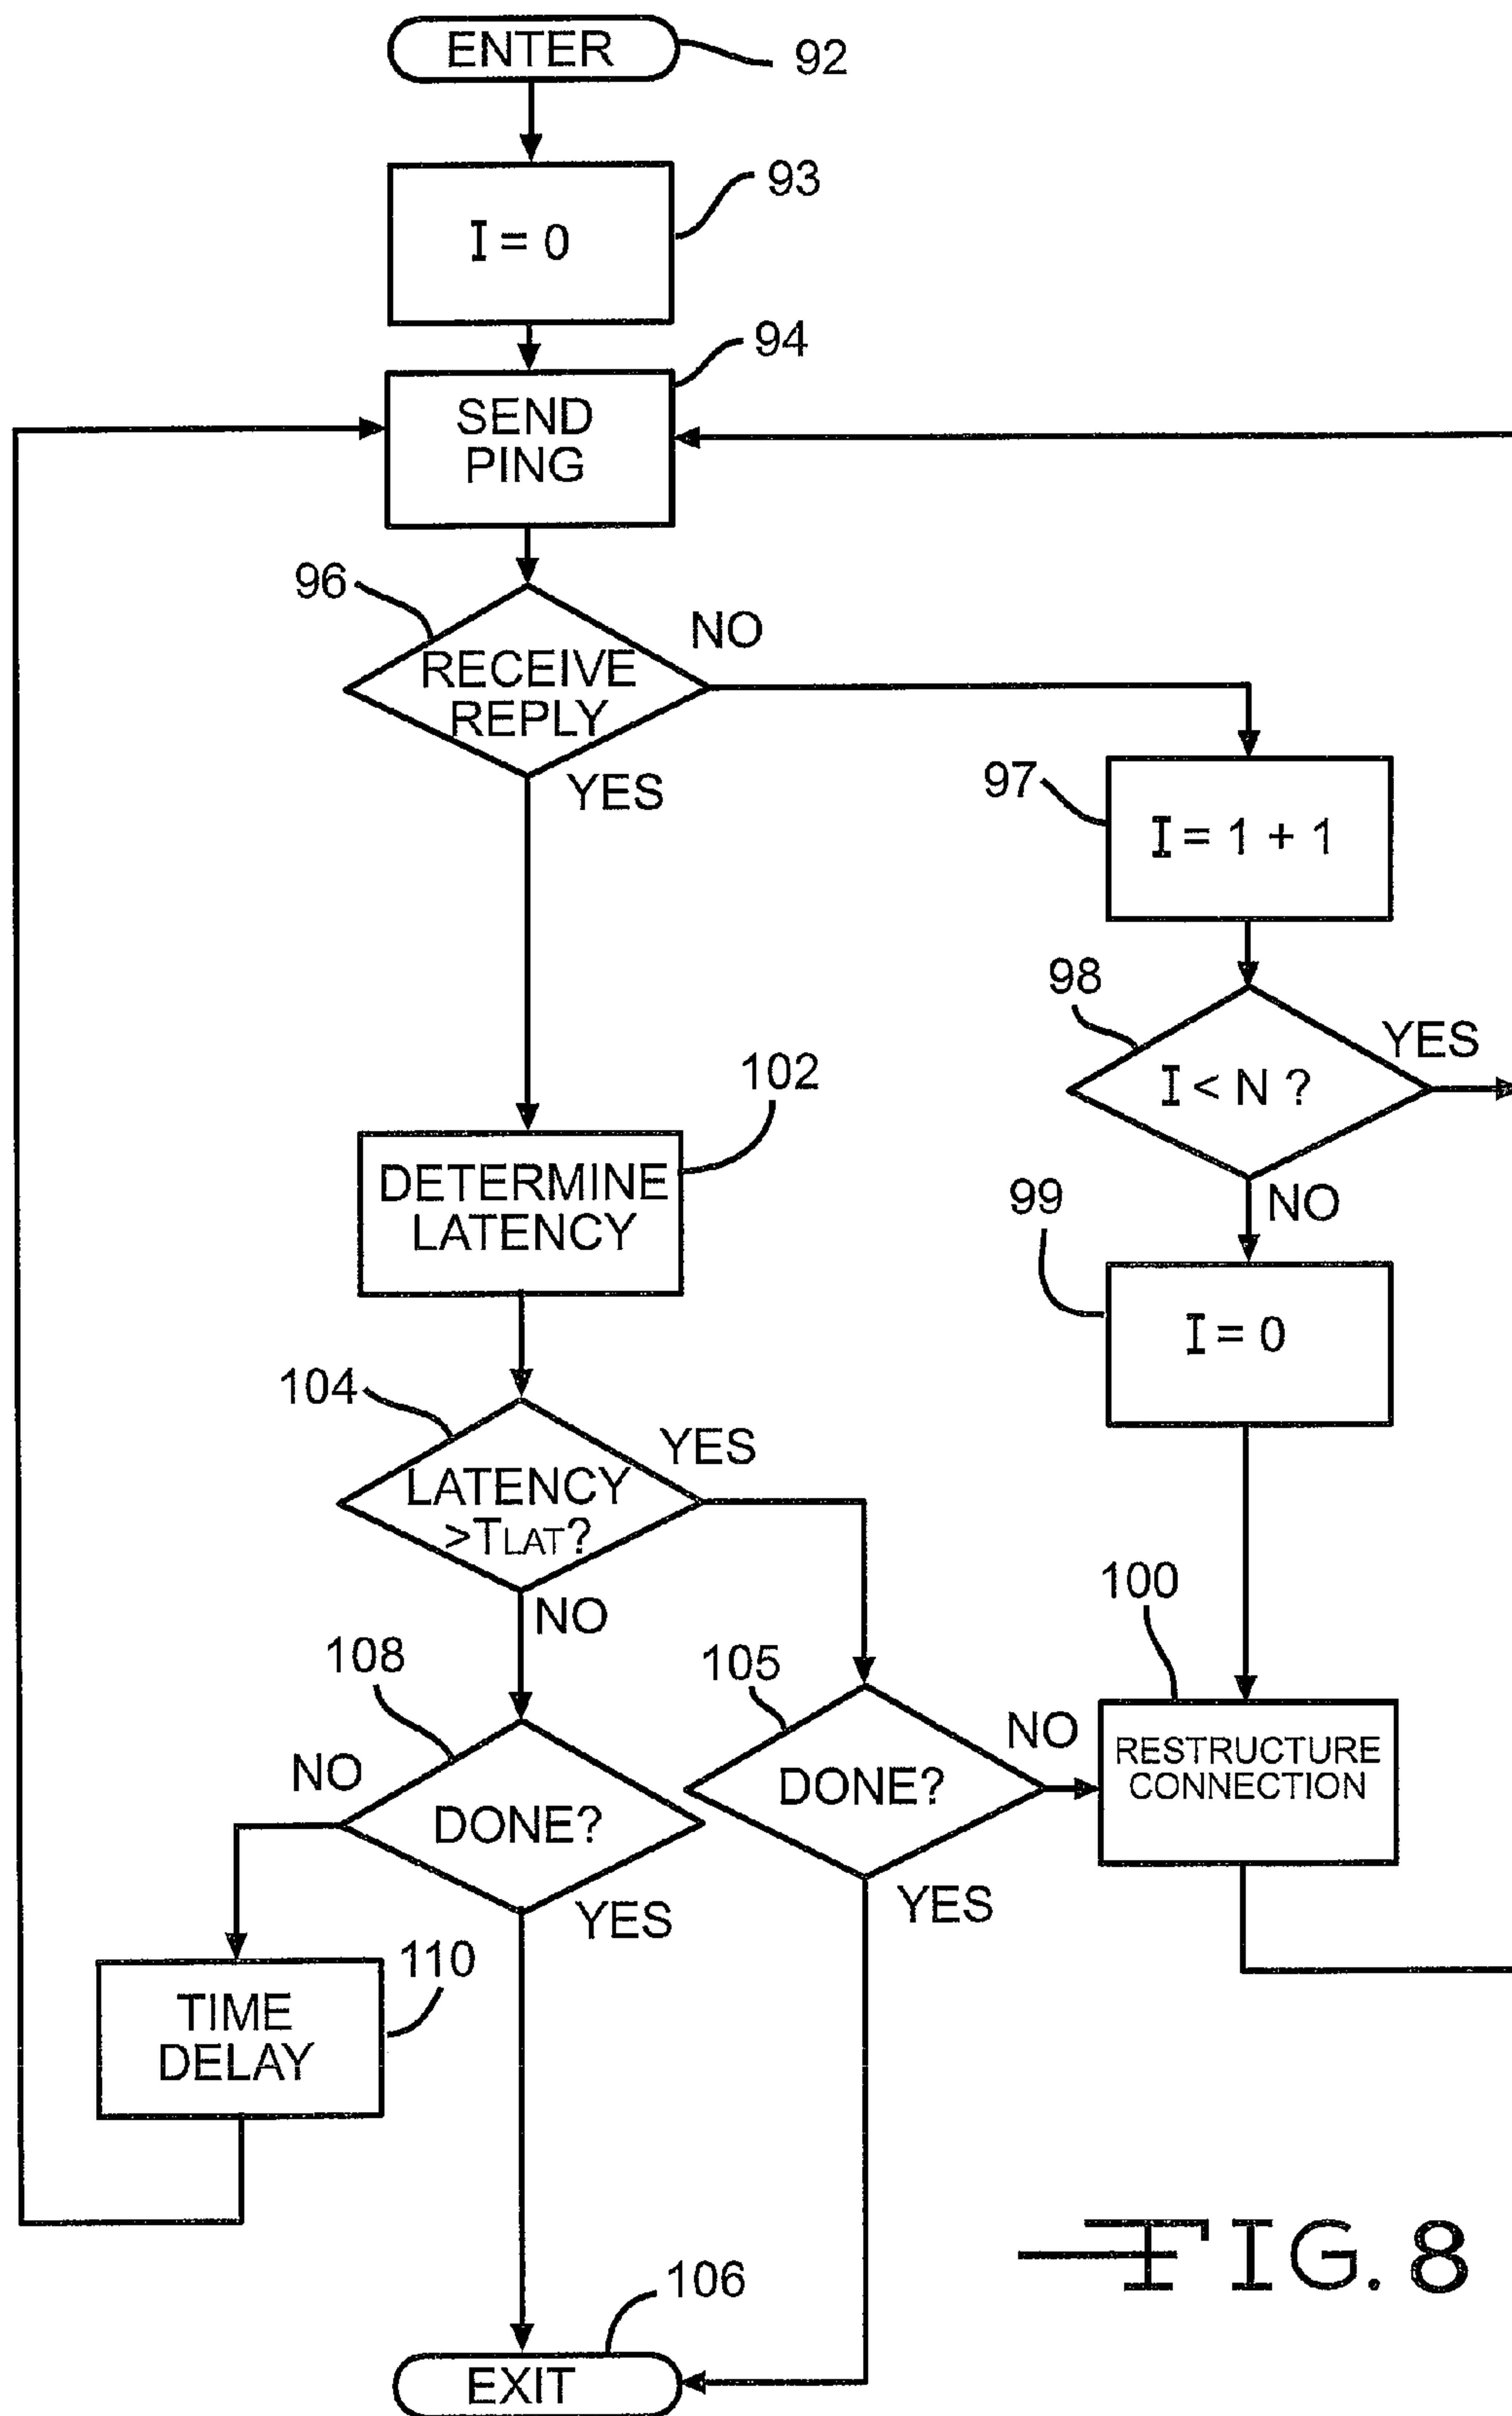 ENTER
92
93
I = 0
94
SEND
PING
96
NO
RECEIVE
REPLY
YES
97
I = 1 + 1
98
YES
I < N ?
102
DETERMINE
LATENCY
99
NO
I = 0
104
YES
LATENCY
>TLAT?
NO
100
108
105
NO
RESTRUCTURE
CONNECTION
NO
DONE?
DONE?
YES
YES
110
TIME
DELAY
FIG. 8
106
EXIT